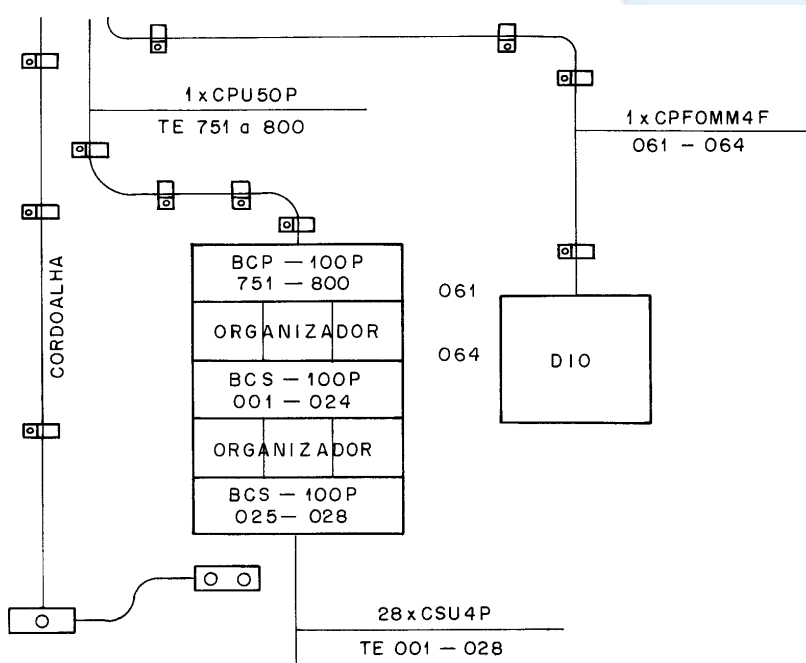 1xCPU50P
TE 751 a 800
1xCPFOMM4F
061 — 064
CORDOALHA
BCP — 100P
751 — 800
ORGANIZADOR
BCS — 100P
001 — 024
ORGANIZADOR
BCS — 100P
025 — 028
061
064
DIO
28xCSU4P
TE 001 — 028